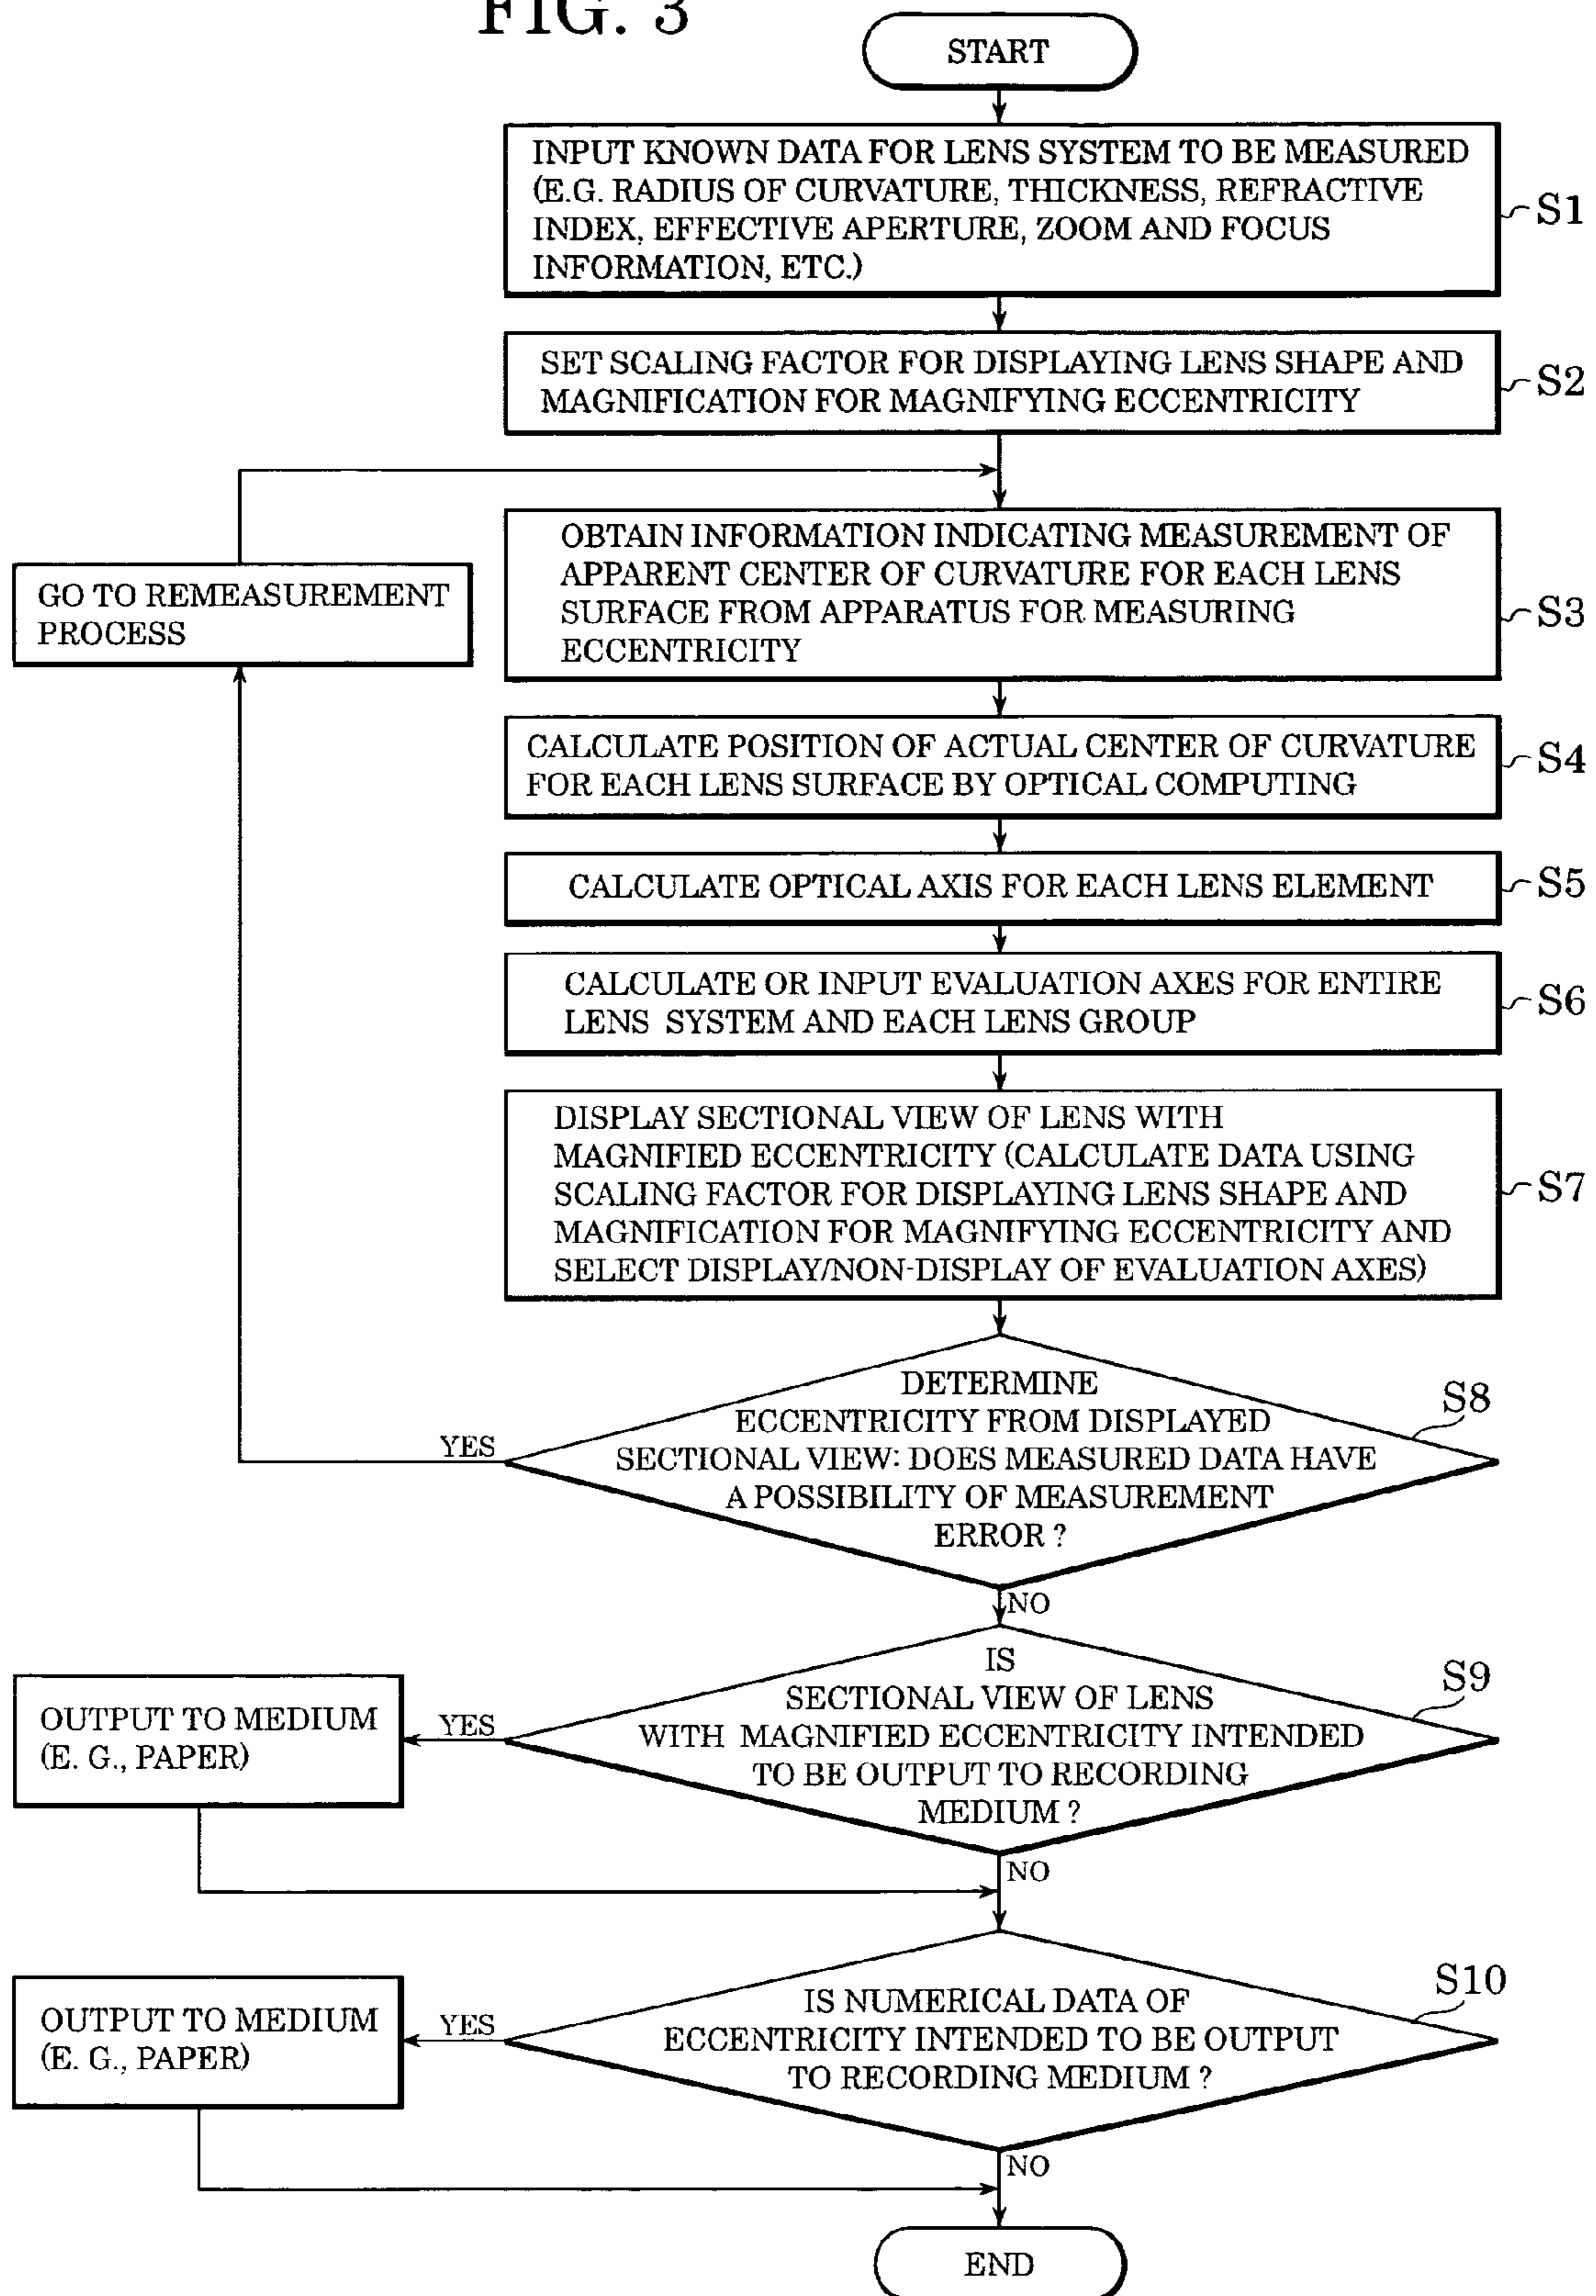 FIG. 3
START
INPUT KNOWN DATA FOR LENS SYSTEM TO BE MEASURED
(E.G. RADIUS OF CURVATURE, THICKNESS, REFRACTIVE
INDEX, EFFECTIVE APERTURE, ZOOM AND FOCUS
INFORMATION, ETC.)
S1
SET SCALING FACTOR FOR DISPLAYING LENS SHAPE AND
MAGNIFICATION FOR MAGNIFYING ECCENTRICITY
S2
OBTAIN INFORMATION INDICATING MEASUREMENT OF
APPARENT CENTER OF CURVATURE FOR EACH LENS
SURFACE FROM APPARATUS FOR MEASURING
ECCENTRICITY
S3
GO TO REMEASUREMENT
PROCESS
CALCULATE POSITION OF ACTUAL CENTER OF CURVATURE
FOR EACH LENS SURFACE BY OPTICAL COMPUTING
S4
CALCULATE OPTICAL AXIS FOR EACH LENS ELEMENT
S5
CALCULATE OR INPUT EVALUATION AXES FOR ENTIRE
LENS SYSTEM AND EACH LENS GROUP
S6
DISPLAY SECTIONAL VIEW OF LENS WITH
MAGNIFIED ECCENTRICITY (CALCULATE DATA USING
SCALING FACTOR FOR DISPLAYING LENS SHAPE AND
MAGNIFICATION FOR MAGNIFYING ECCENTRICITY AND
SELECT DISPLAY/NON-DISPLAY OF EVALUATION AXES)
S7
DETERMINE
ECCENTRICITY FROM DISPLAYED
SECTIONAL VIEW: DOES MEASURED DATA HAVE
A POSSIBILITY OF MEASUREMENT
ERROR ?
S8
YES
NO
IS
SECTIONAL VIEW OF LENS
WITH MAGNIFIED ECCENTRICITY INTENDED
TO BE OUTPUT TO RECORDING
MEDIUM ?
S9
YES
OUTPUT TO MEDIUM
(E. G., PAPER)
NO
IS NUMERICAL DATA OF
ECCENTRICITY INTENDED TO BE OUTPUT
TO RECORDING MEDIUM ?
S10
YES
OUTPUT TO MEDIUM
(E. G., PAPER)
NO
END